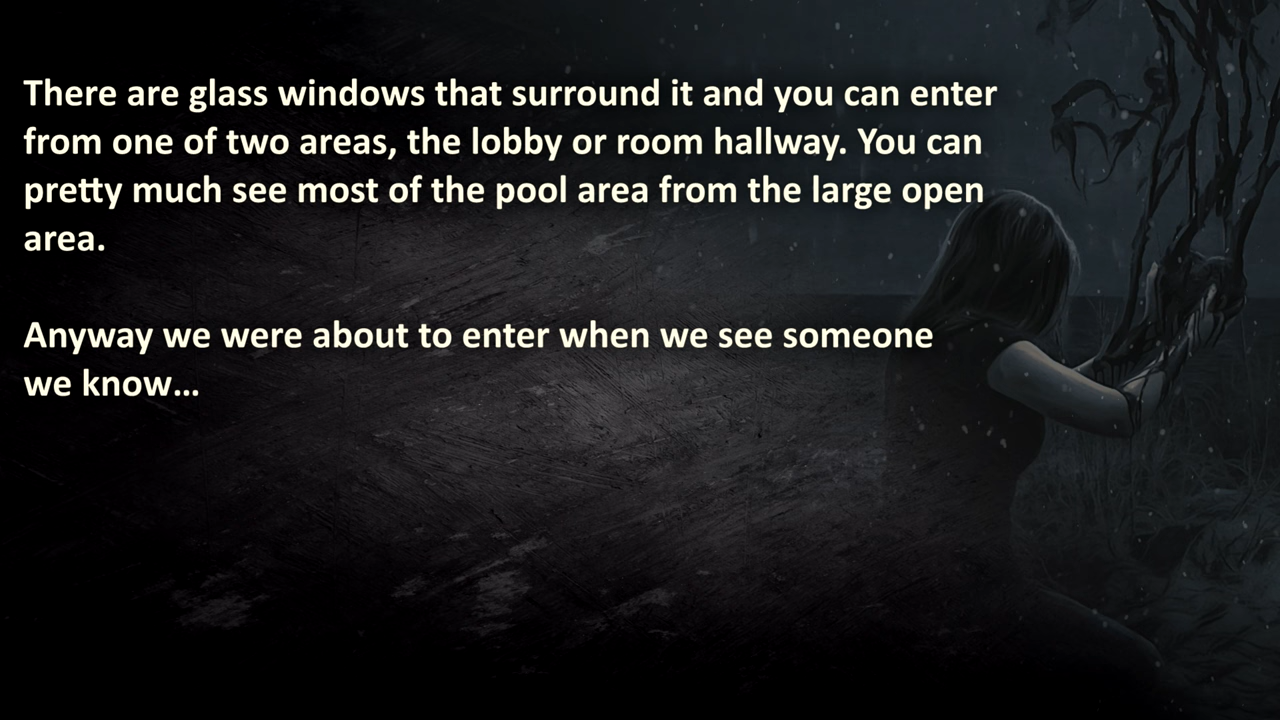 There are glass windows that surround it and you can enter
from one of two areas, the lobby or room hallway. You can
pretty much see most of the pool area from the large open
area.
Anyway we were about to enter when we see someone
we know…